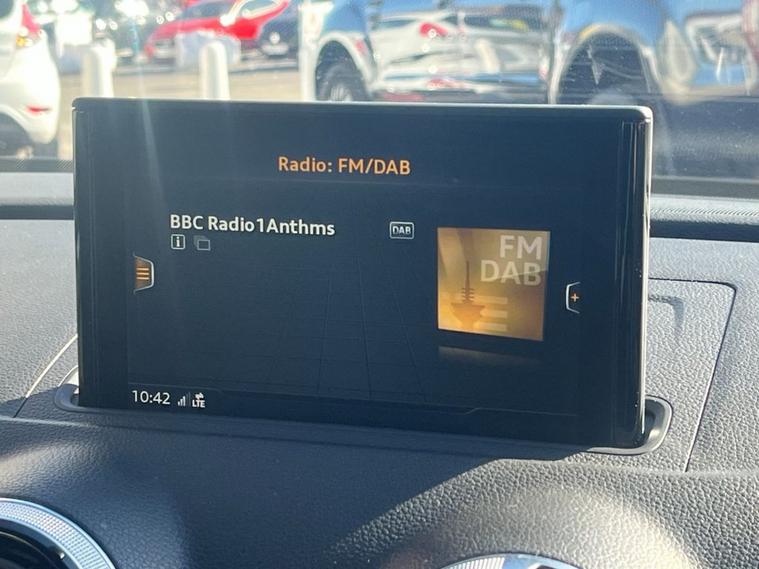 Radio: FM/DAB
BBC Radio1Anthms
DAB
i
FM
DAB
+
10:42 LTE